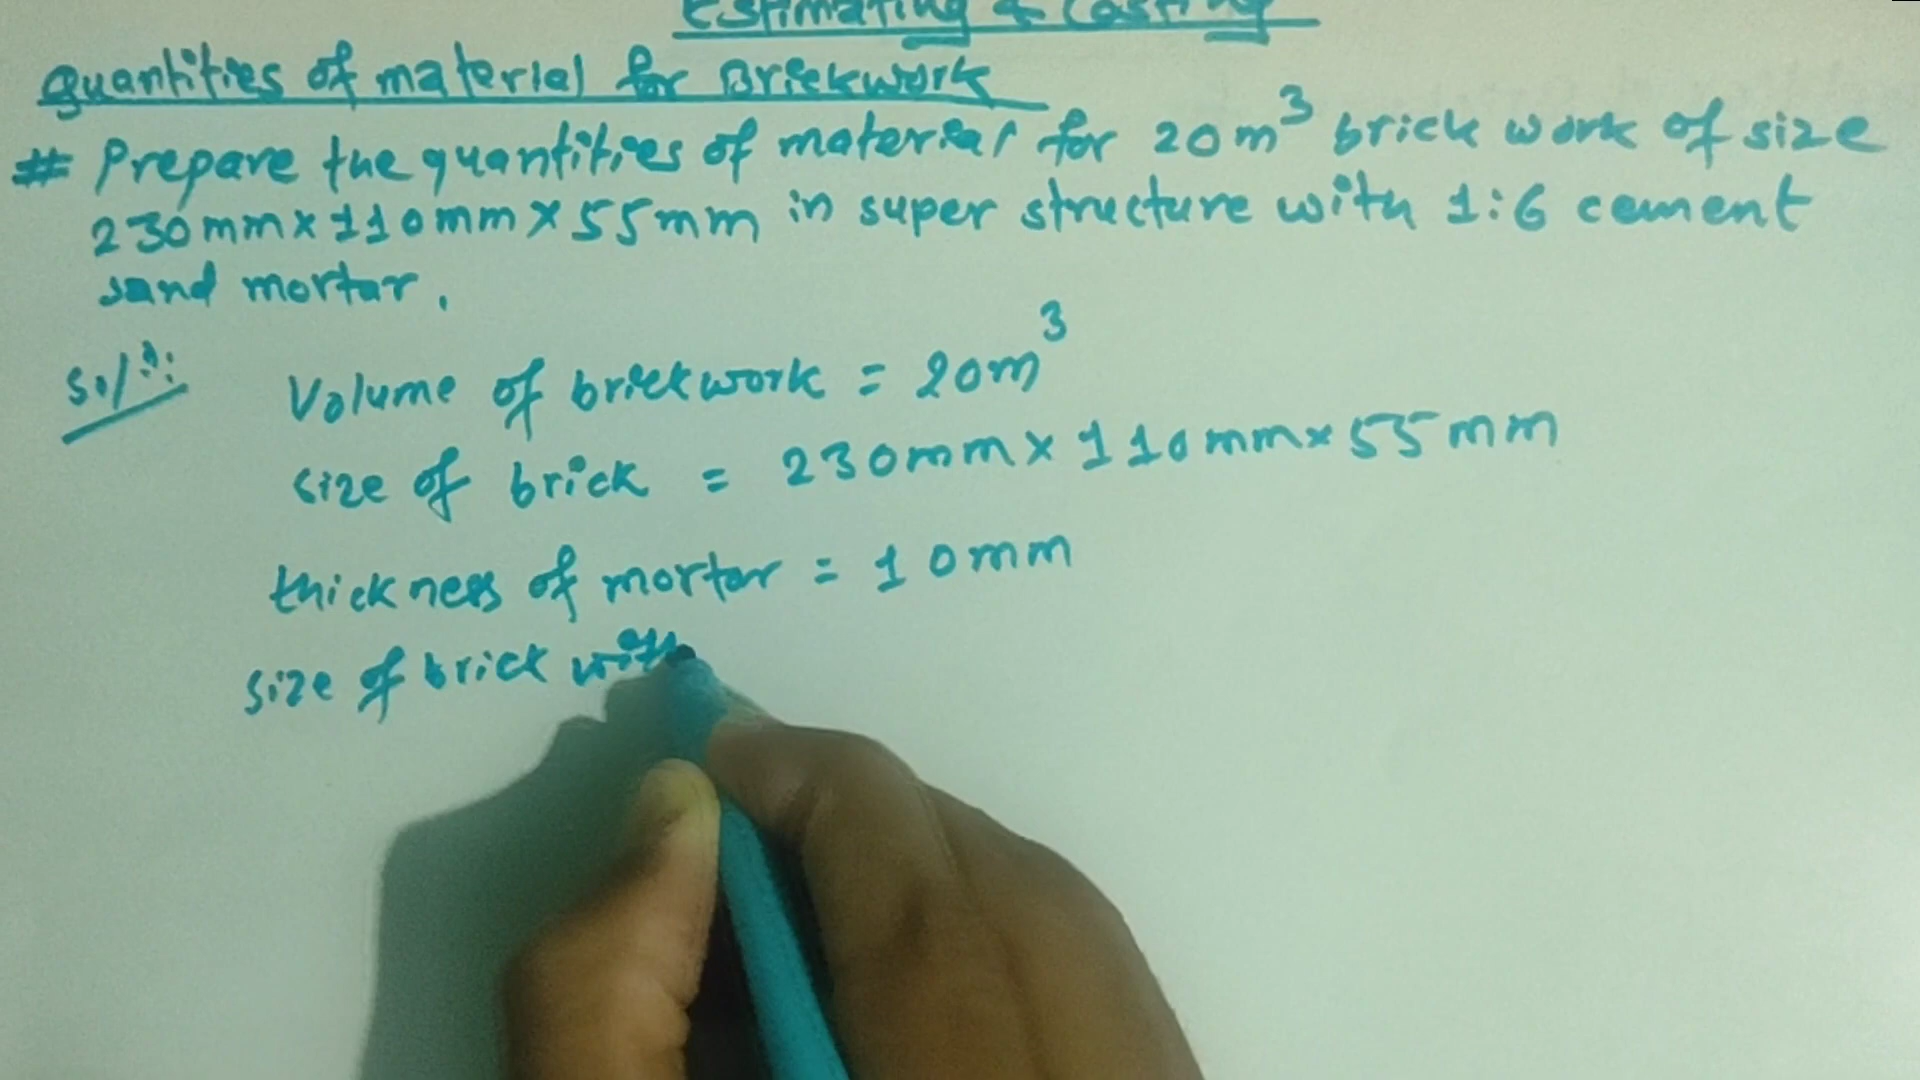 Estimating & Costing
Quantities of material for Brickwork
# Prepare the quantities of material for 20m³ brick work of size
230mm x 110mm x 55mm in super structure with 1:6 cement
sand mortar.
Solⁿ:
Volume of brickwork = 20m³
size of brick = 230mm x 110mm x 55mm
thickness of mortar = 10mm
size of brick with